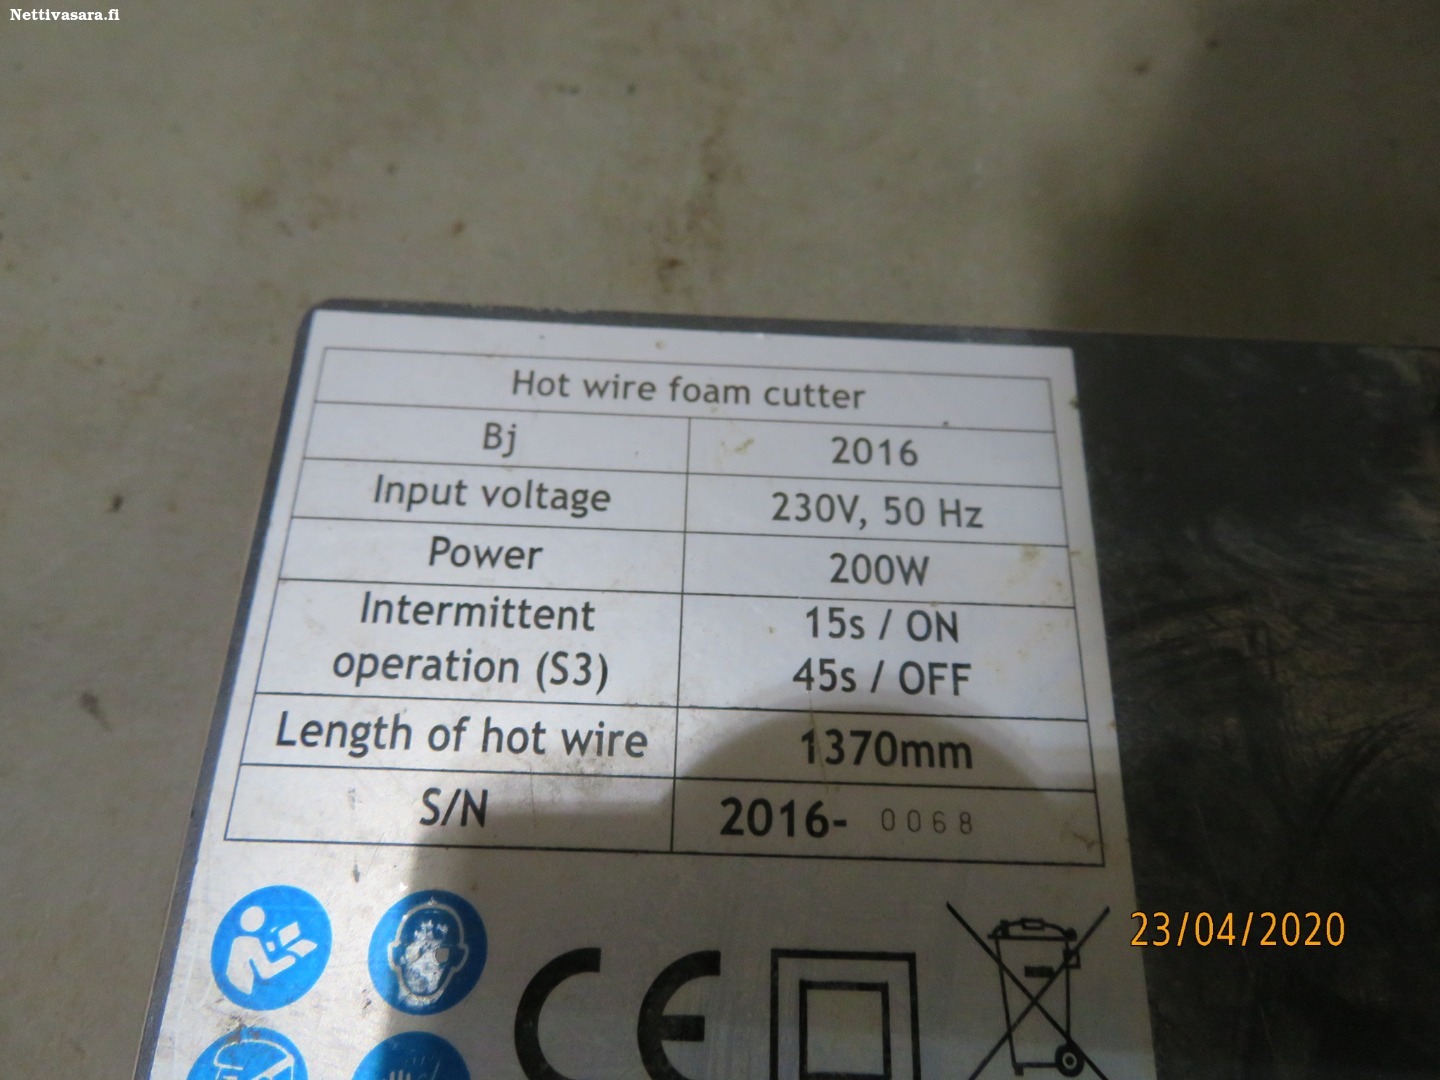 Nettivasara.fi
Hot wire foam cutter
Bj 2016
Input voltage 230V, 50 Hz
Power 200W
Intermittent operation (S3) 15s / ON 45s / OFF
Length of hot wire 1370mm
S/N 2016- 0068
CE
23/04/2020